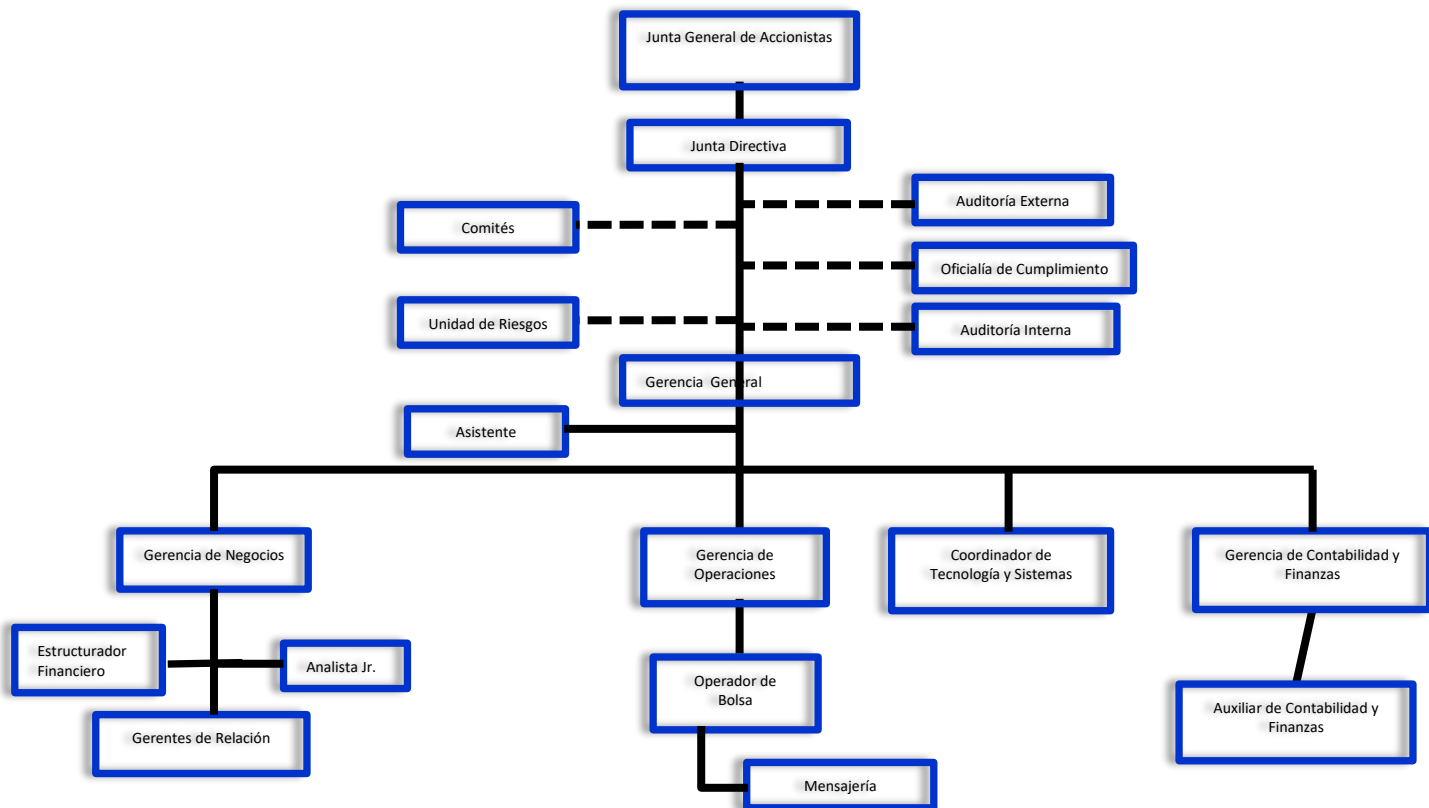 Junta General de Accionistas
Junta Directiva
Auditoría Externa
Comités
Oficialía de Cumplimiento
Unidad de Riesgos
Auditoría Interna
Gerencia General
Asistente
Gerencia de Negocios
Gerencia de
Operaciones
Coordinador de
Tecnología y Sistemas
Gerencia de Contabilidad y
Finanzas
Estructurador
Financiero
Analista Jr.
Operador de
Bolsa
Auxiliar de Contabilidad y
Finanzas
Gerentes de Relación
Mensajería